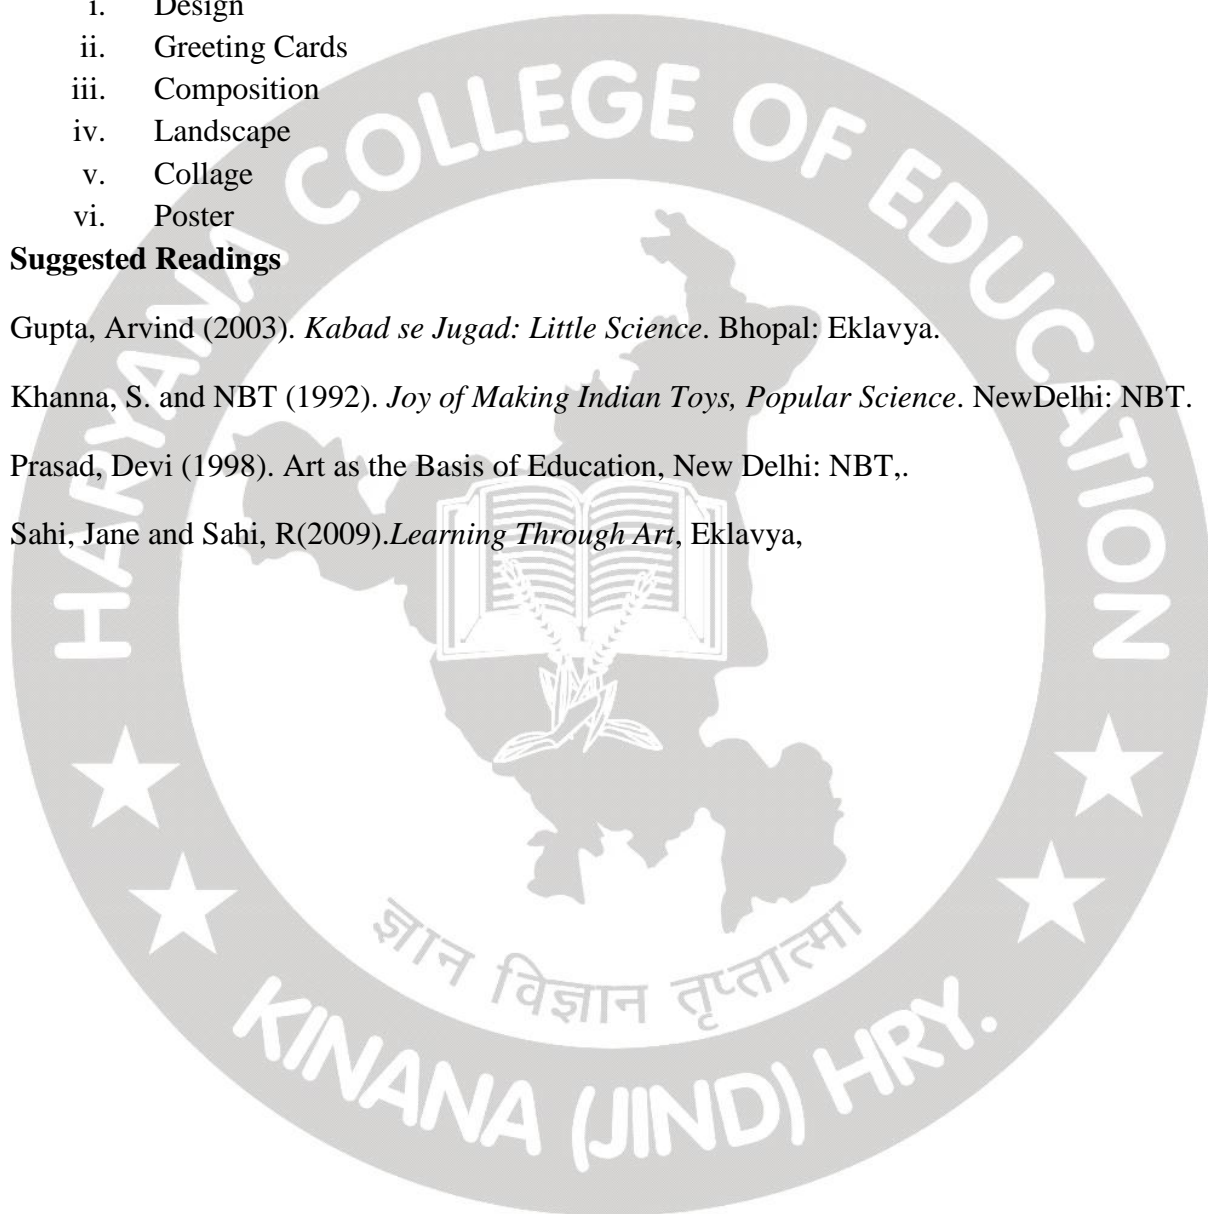 i. Design
ii. Greeting Cards
iii. Composition
iv. Landscape
v. Collage
vi. Poster
Suggested Readings
Gupta, Arvind (2003). Kabad se Jugad: Little Science. Bhopal: Eklavya.
Khanna, S. and NBT (1992). Joy of Making Indian Toys, Popular Science. NewDelhi: NBT.
Prasad, Devi (1998). Art as the Basis of Education, New Delhi: NBT,.
Sahi, Jane and Sahi, R(2009).Learning Through Art, Eklavya,
HARYANA COLLEGE OF EDUCATION
ज्ञान विज्ञान तृप्तात्मा
KINANA (JIND) HRY.